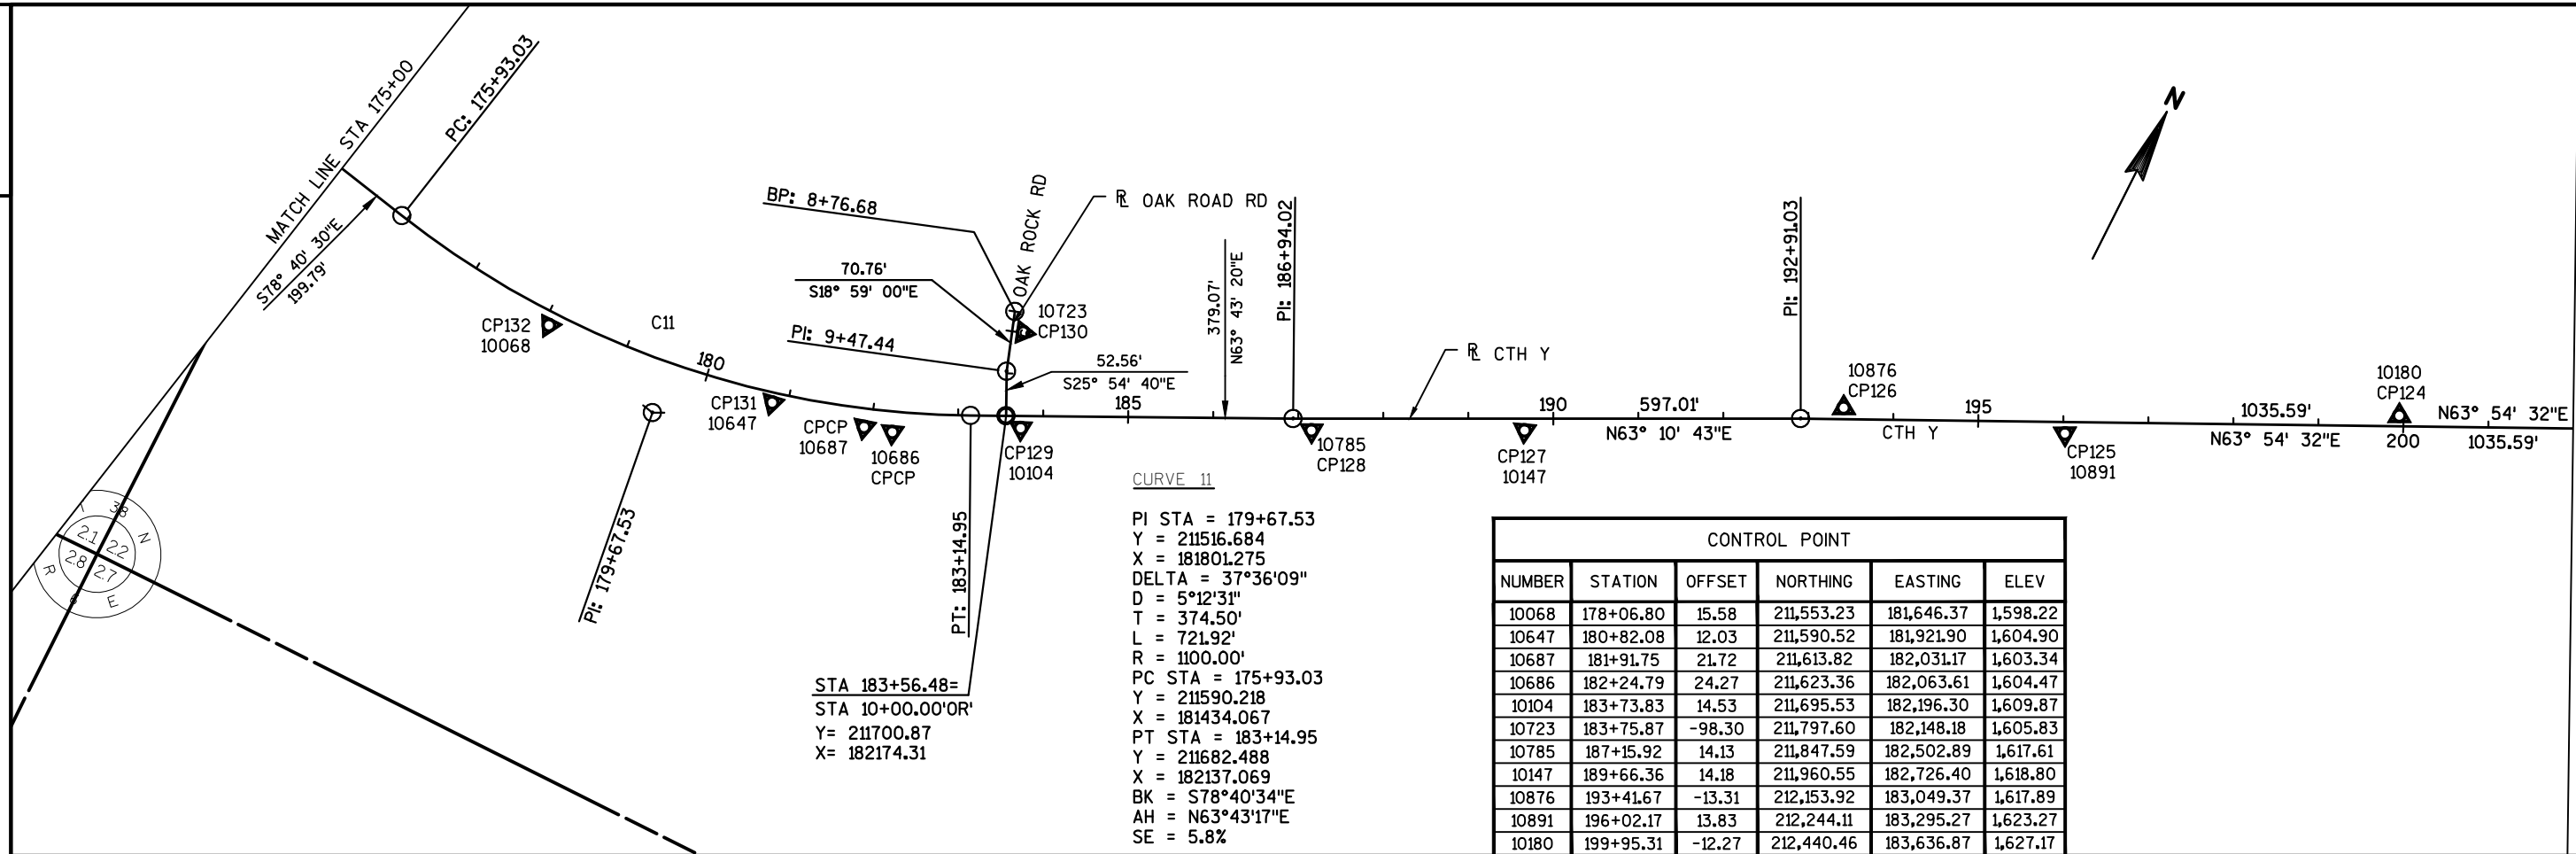 MATCH LINE STA 175+00
PC: 175+93.03
S78° 40' 30"E
199.79'
CP132
10068
C11
180
CP131
10647
CPCP
10687
10686
CPCP
PI: 179+67.53
PT: 183+14.95
BP: 8+76.68
70.76'
S18° 59' 00"E
PI: 9+47.44
OAK ROCK RD
OAK ROAD RD
10723
CP130
52.56'
S25° 54' 40"E
CP129
10104
185
379.07'
N63° 43' 20"E
PI: 186+94.02
10785
CP128
CTH Y
CP127
10147
190
597.01'
N63° 10' 43"E
PI: 192+91.03
10876
CP126
CTH Y
195
CP125
10891
1035.59'
N63° 54' 32"E
10180
CP124
200
N63° 54' 32"E
1035.59'
N
38 N
2.1 2.2
2.8 2.7
R E
STA 183+56.48=
STA 10+00.00'OR'
Y= 211700.87
X= 182174.31
CURVE 11
PI STA = 179+67.53
Y = 211516.684
X = 181801.275
DELTA = 37°36'09"
D = 5°12'31"
T = 374.50'
L = 721.92'
R = 1100.00'
PC STA = 175+93.03
Y = 211590.218
X = 181434.067
PT STA = 183+14.95
Y = 211682.488
X = 182137.069
BK = S78°40'34"E
AH = N63°43'17"E
SE = 5.8%
CONTROL POINT
NUMBER STATION OFFSET NORTHING EASTING ELEV
10068 178+06.80 15.58 211,553.23 181,646.37 1,598.22
10647 180+82.08 12.03 211,590.52 181,921.90 1,604.90
10687 181+91.75 21.72 211,613.82 182,031.17 1,603.34
10686 182+24.79 24.27 211,623.36 182,063.61 1,604.47
10104 183+73.83 14.53 211,695.53 182,196.30 1,609.87
10723 183+75.87 -98.30 211,797.60 182,148.18 1,605.83
10785 187+15.92 14.13 211,847.59 182,502.89 1,617.61
10147 189+66.36 14.18 211,960.55 182,726.40 1,618.80
10876 193+41.67 -13.31 212,153.92 183,049.37 1,617.89
10891 196+02.17 13.83 212,244.11 183,295.27 1,623.27
10180 199+95.31 -12.27 212,440.46 183,636.87 1,627.17